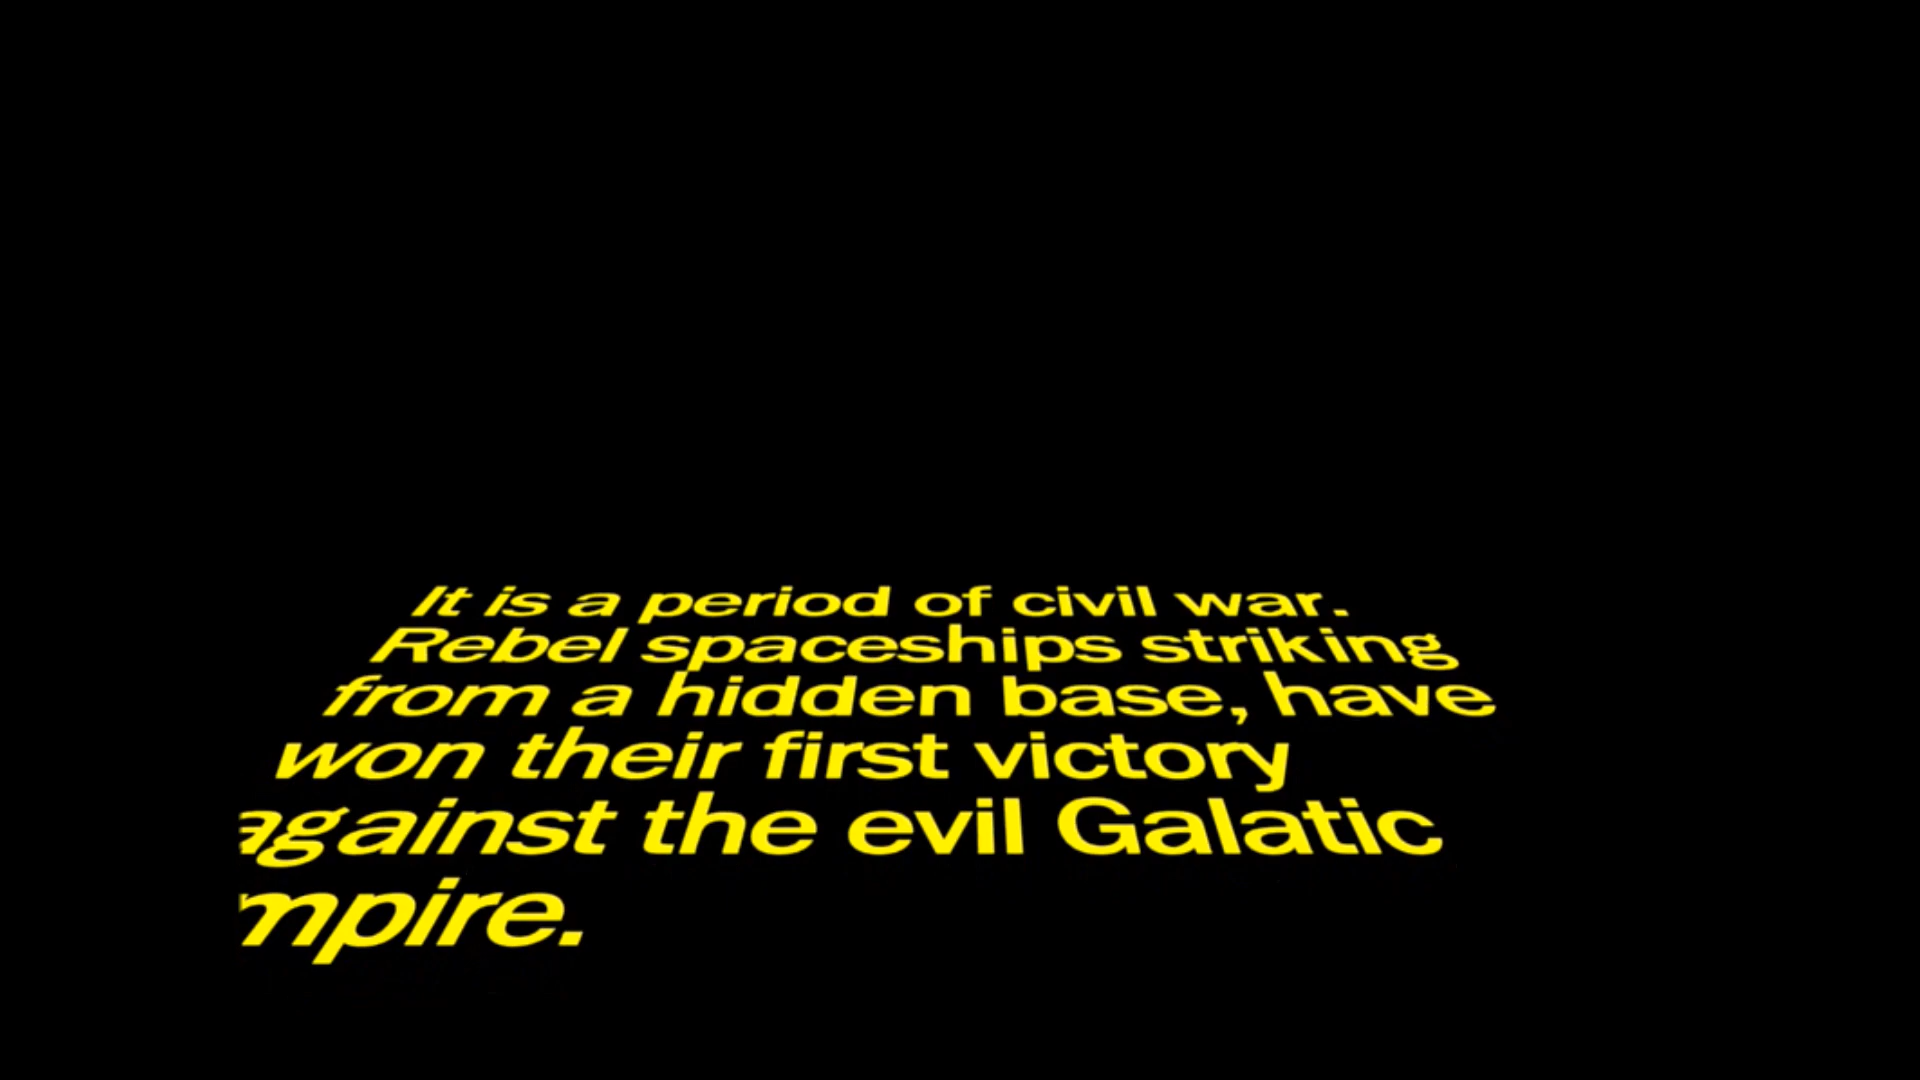 It is a period of civil war.
Rebel spaceships striking
from a hidden base, have
won their first victory
against the evil Galatic
mpire.